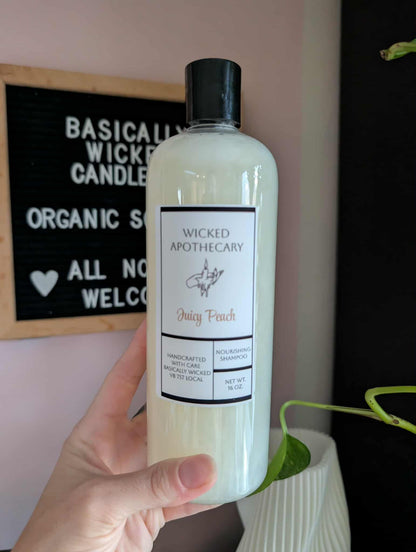 BASICALLY
WICKE
CANDLE
ORGANIC S
ALL NO
WELCO
WICKED
APOTHECARY
Juicy Peach
HANDCRAFTED
WITH CARE
BASICALLY WICKED
VB 757 LOCAL
NOURISHING
SHAMPOO
NET WT.
16 OZ.